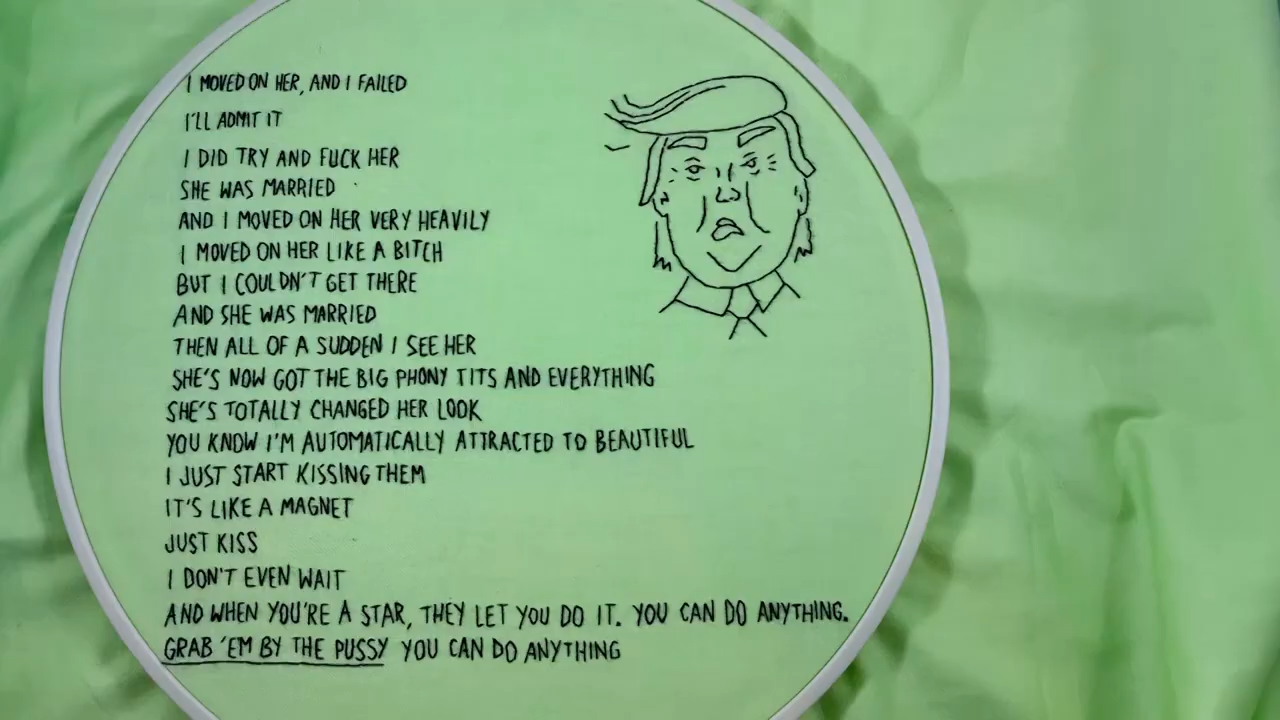 I MOVED ON HER, AND I FAILED
I'LL ADMIT IT
I DID TRY AND FUCK HER
SHE WAS MARRIED
AND I MOVED ON HER VERY HEAVILY
I MOVED ON HER LIKE A BITCH
BUT I COULDN'T GET THERE
AND SHE WAS MARRIED
THEN ALL OF A SUDDEN I SEE HER
SHE'S NOW GOT THE BIG PHONY TITS AND EVERYTHING
SHE'S TOTALLY CHANGED HER LOOK
YOU KNOW I'M AUTOMATICALLY ATTRACTED TO BEAUTIFUL
I JUST START KISSING THEM
IT'S LIKE A MAGNET
JUST KISS
I DON'T EVEN WAIT
AND WHEN YOU'RE A STAR, THEY LET YOU DO IT. YOU CAN DO ANYTHING.
GRAB 'EM BY THE PUSSY YOU CAN DO ANYTHING